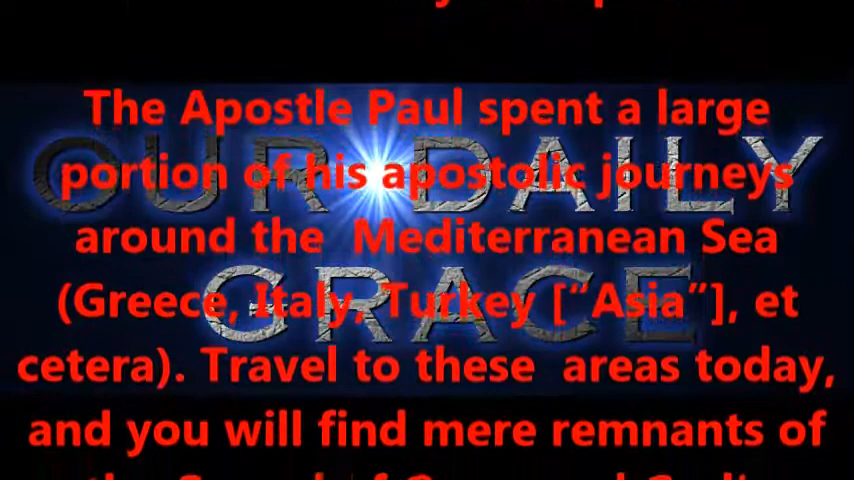 The Apostle Paul spent a large
portion of his apostolic journeys
around the Mediterranean Sea
(Greece, Italy, Turkey [“Asia”], et
cetera). Travel to these areas today,
and you will find mere remnants of
OUR DAILY
GRACE